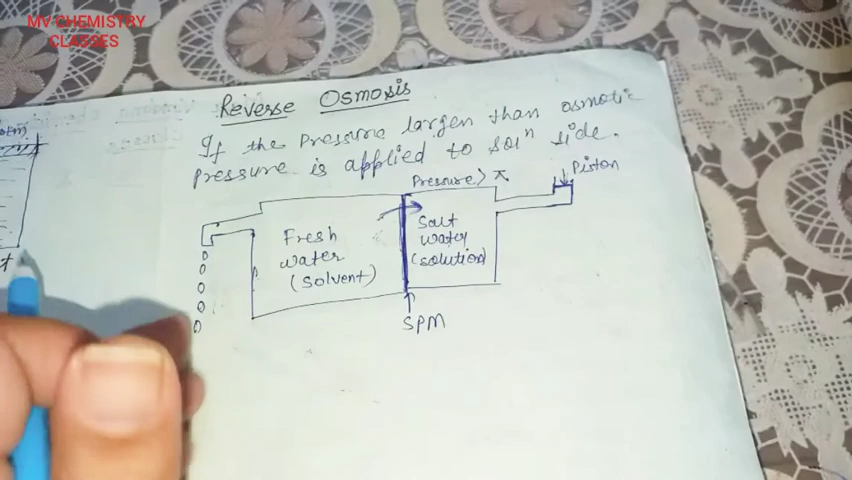 MV CHEMISTRY
CLASSES
Reverse Osmosis
If the Pressure largen than osmotic
Pressure is applied to solⁿ side.
Pressure > π
Piston
Fresh
water
(solvent)
Salt
water
(solution)
SPM